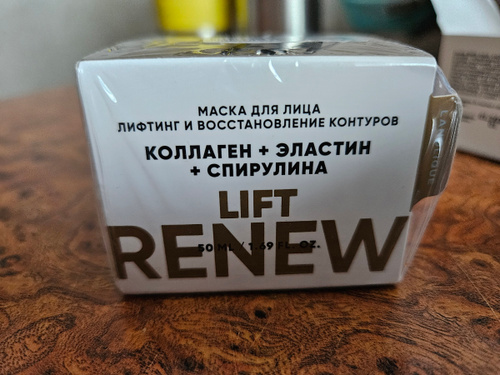 МАСКА ДЛЯ ЛИЦА
ЛИФТИНГ И ВОССТАНОВЛЕНИЕ КОНТУРОВ
КОЛЛАГЕН + ЭЛАСТИН
+ СПИРУЛИНА
LIFT
RENEW
50 ML / 1.69 FL. OZ.